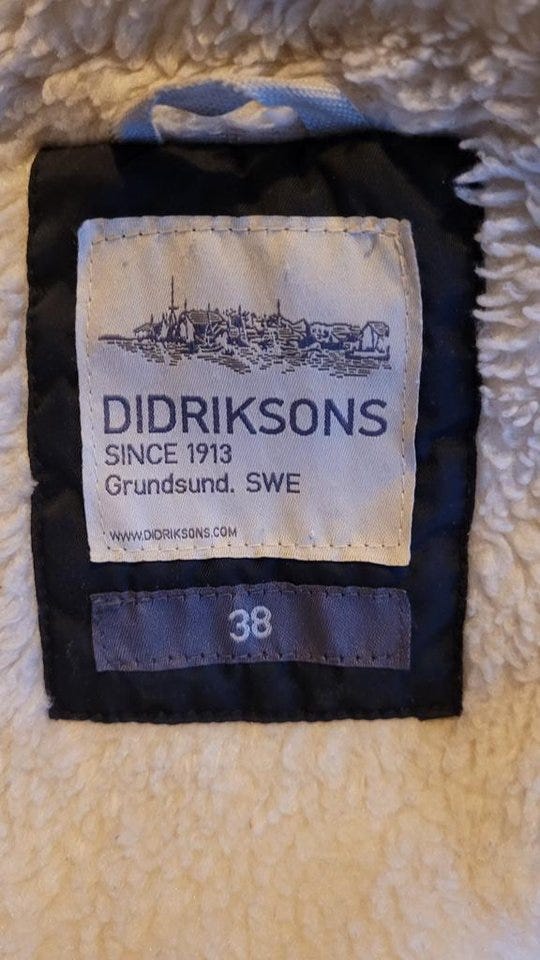 DIDRIKSONS
SINCE 1913
Grundsund. SWE
WWW.DIDRIKSONS.COM
38